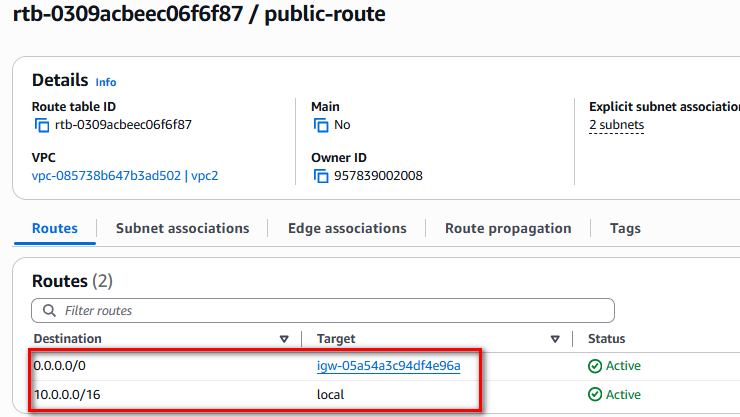 rtb-0309acbeec06f6f87 / public-route
Details Info
Route table ID
rtb-0309acbeec06f6f87
Main
No
Explicit subnet association
2 subnets
VPC
vpc-085738b647b3ad502 | vpc2
Owner ID
957839002008
Routes Subnet associations Edge associations Route propagation Tags
Routes (2)
Filter routes
Destination Target Status
0.0.0.0/0 igw-05a54a3c94df4e96a Active
10.0.0.0/16 local Active